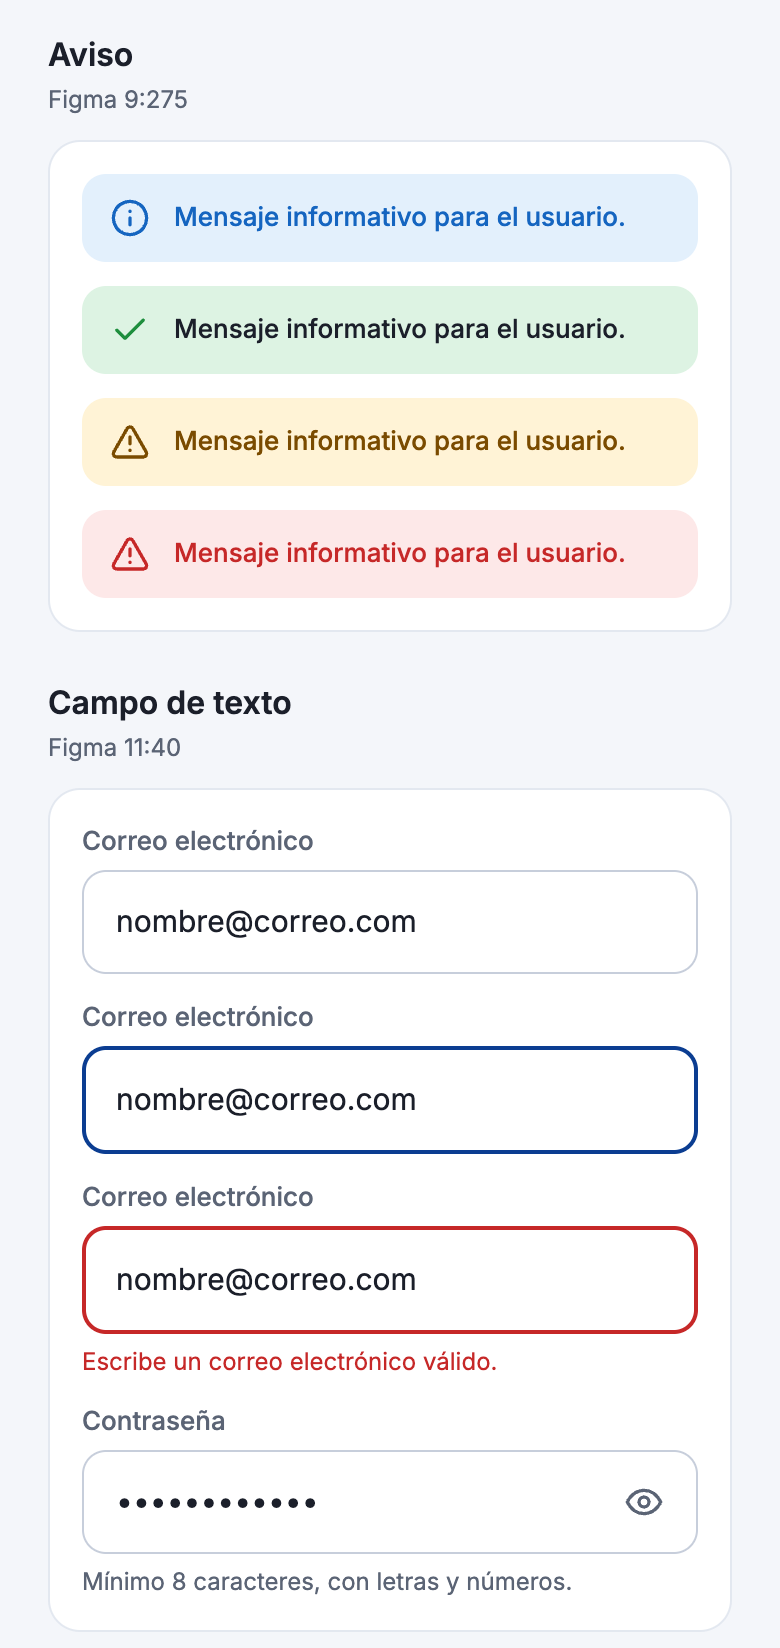 Aviso
Figma 9:275
Mensaje informativo para el usuario.
Mensaje informativo para el usuario.
Mensaje informativo para el usuario.
Mensaje informativo para el usuario.
Campo de texto
Figma 11:40
Correo electrónico
nombre@correo.com
Correo electrónico
nombre@correo.com
Correo electrónico
nombre@correo.com
Escribe un correo electrónico válido.
Contraseña
••••••••••••
Mínimo 8 caracteres, con letras y números.